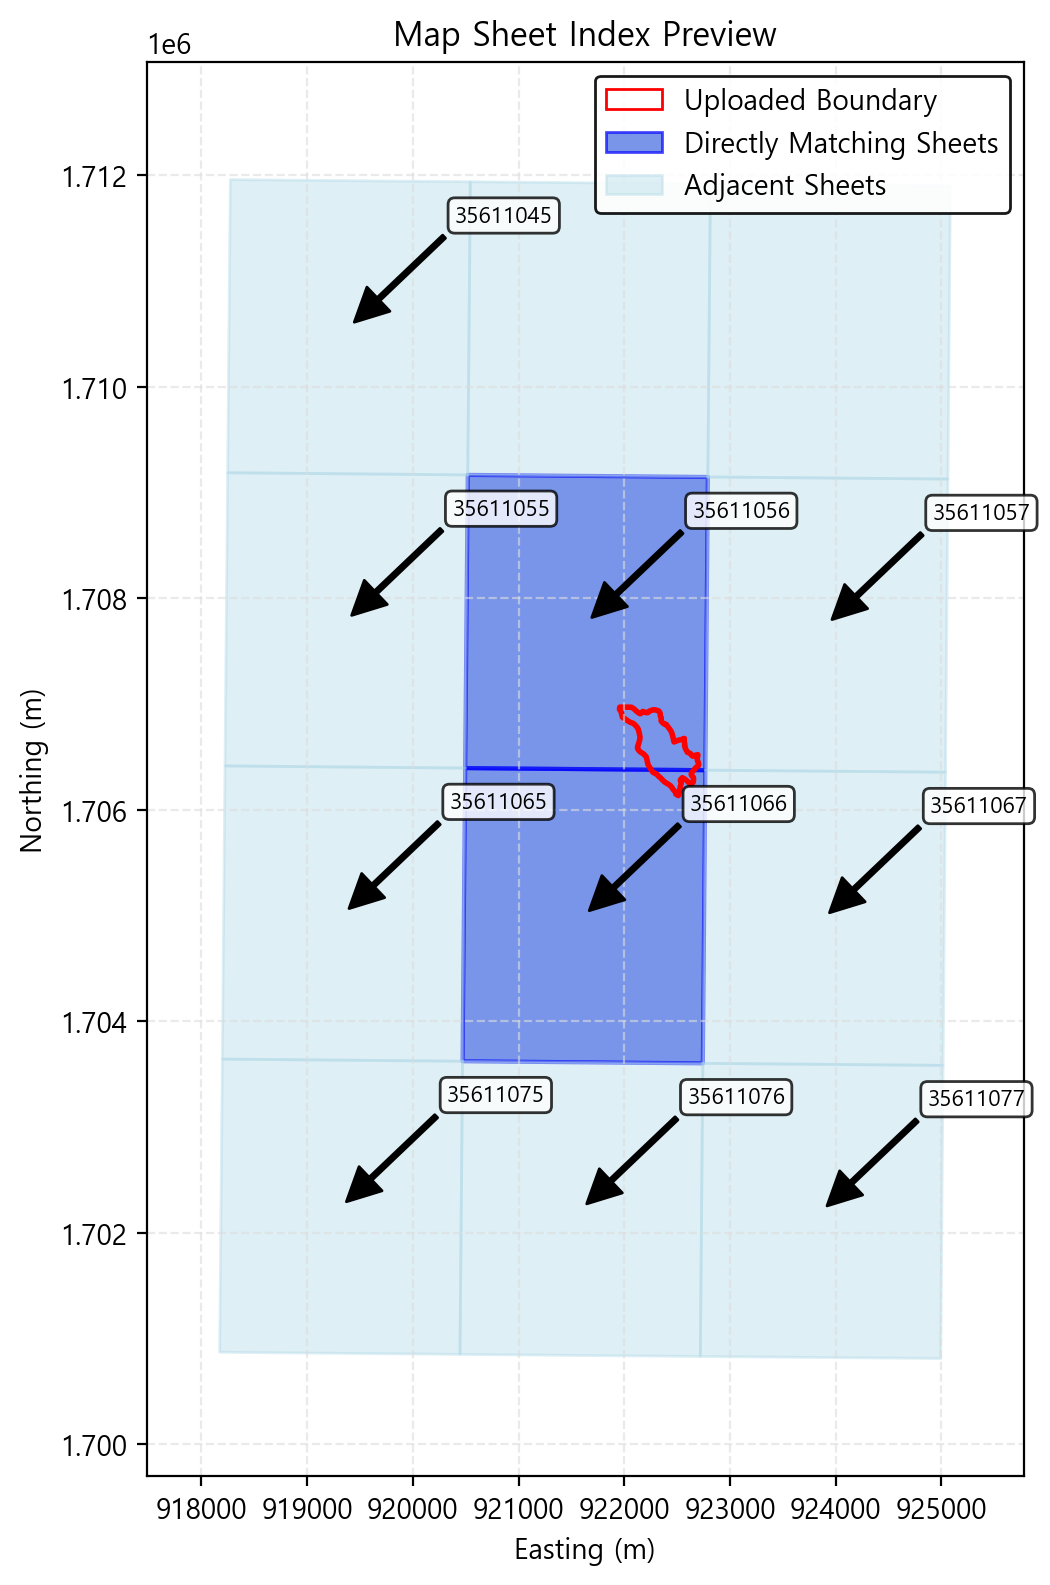 Map Sheet Index Preview
1e6
Uploaded Boundary
Directly Matching Sheets
Adjacent Sheets
1.712
1.710
1.708
1.706
1.704
1.702
1.700
Northing (m)
35611045
35611055
35611056
35611057
35611065
35611066
35611067
35611075
35611076
35611077
918000 919000 920000 921000 922000 923000 924000 925000
Easting (m)